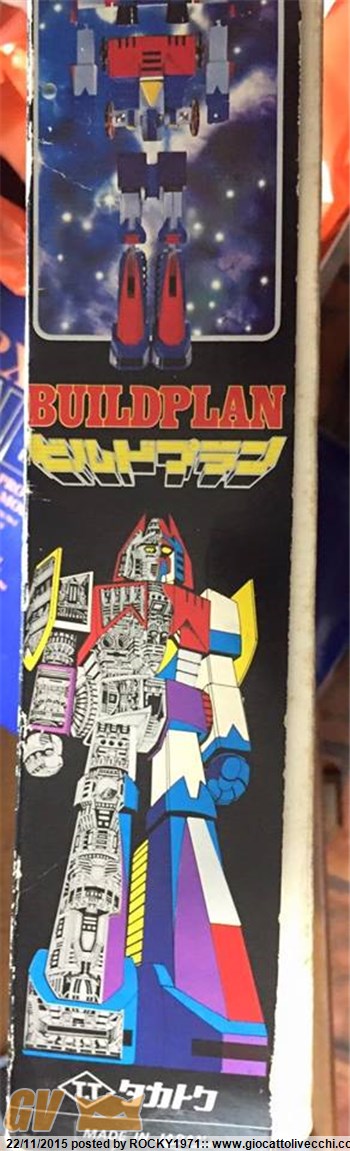 BUILDPLAN
ビルドプラン
T.T タカトク
GV
22/11/2015 posted by ROCKY1971:: www.giocattolivecchi.co